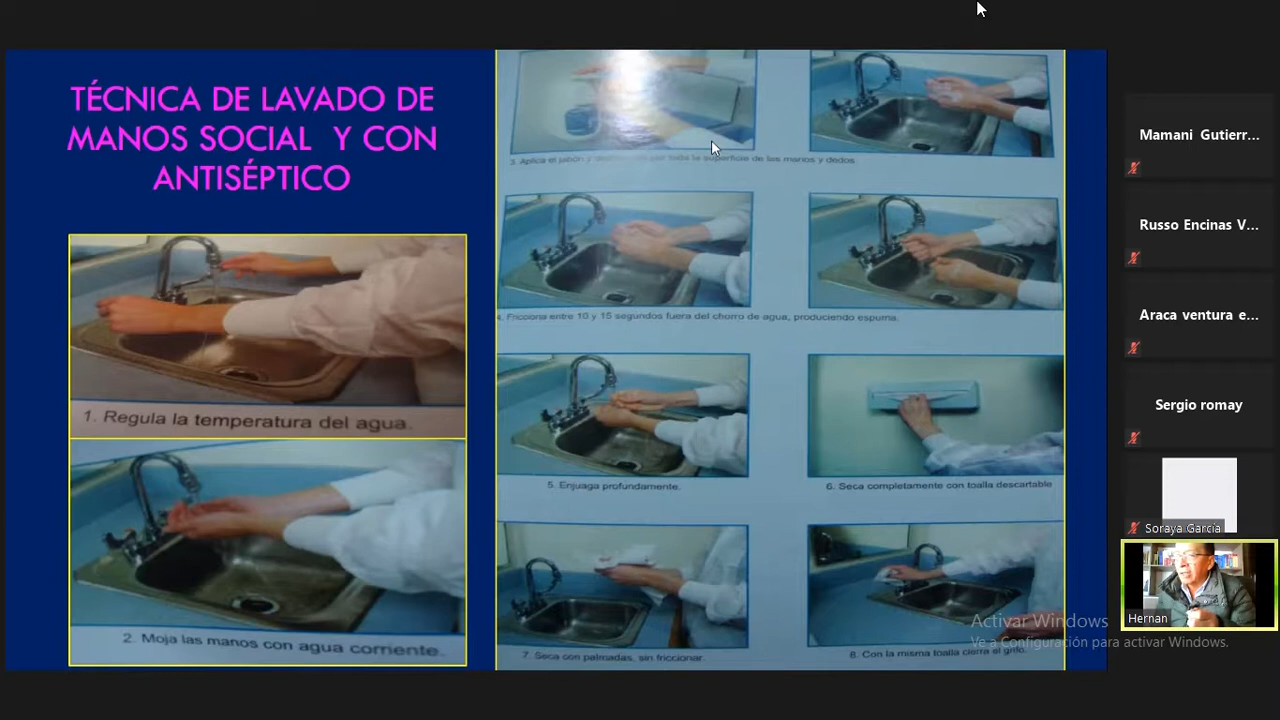 TÉCNICA DE LAVADO DE
MANOS SOCIAL Y CON
ANTISÉPTICO
1. Regula la temperatura del agua.
2. Moja las manos con agua corriente.
3. Aplica el jabón y por toda la superficie de las manos y dedos.
4. Fricciona entre 10 y 15 segundos fuera del chorro de agua, produciendo espuma.
5. Enjuaga profundamente.
6. Seca completamente con toalla descartable
7. Seca con palmadas, sin friccionar.
8. Con la misma toalla cierra el grifo.
Mamani Gutierr...
Russo Encinas V...
Araca ventura e...
Sergio romay
Soraya Garcia
Hernan
Activar Windows
Ve a Configuración para activar Windows.